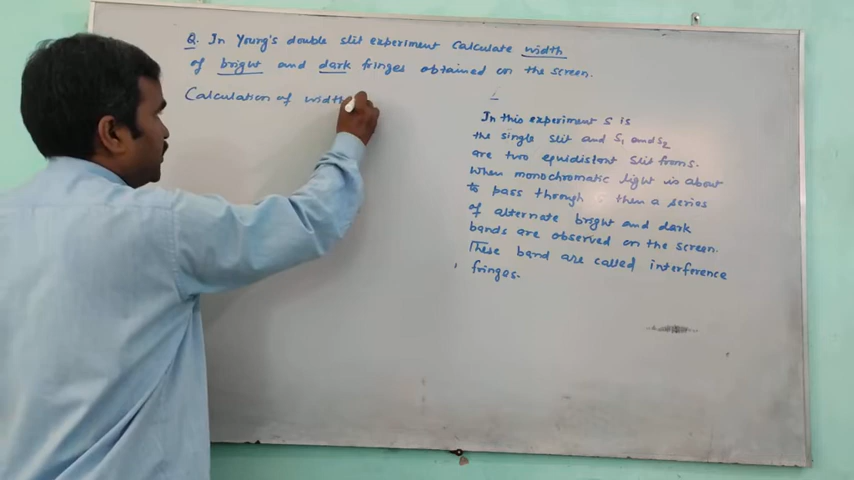 Q. In Young's double slit experiment calculate width
of bright and dark fringes obtained on the screen.
Calculation of width
In this experiment S is
the single slit and S₁ and S₂
are two equidistant slit from S.
When monochromatic light is about
to pass through S then a series
of alternate bright and dark
bands are observed on the screen.
These band are called interference
fringes.